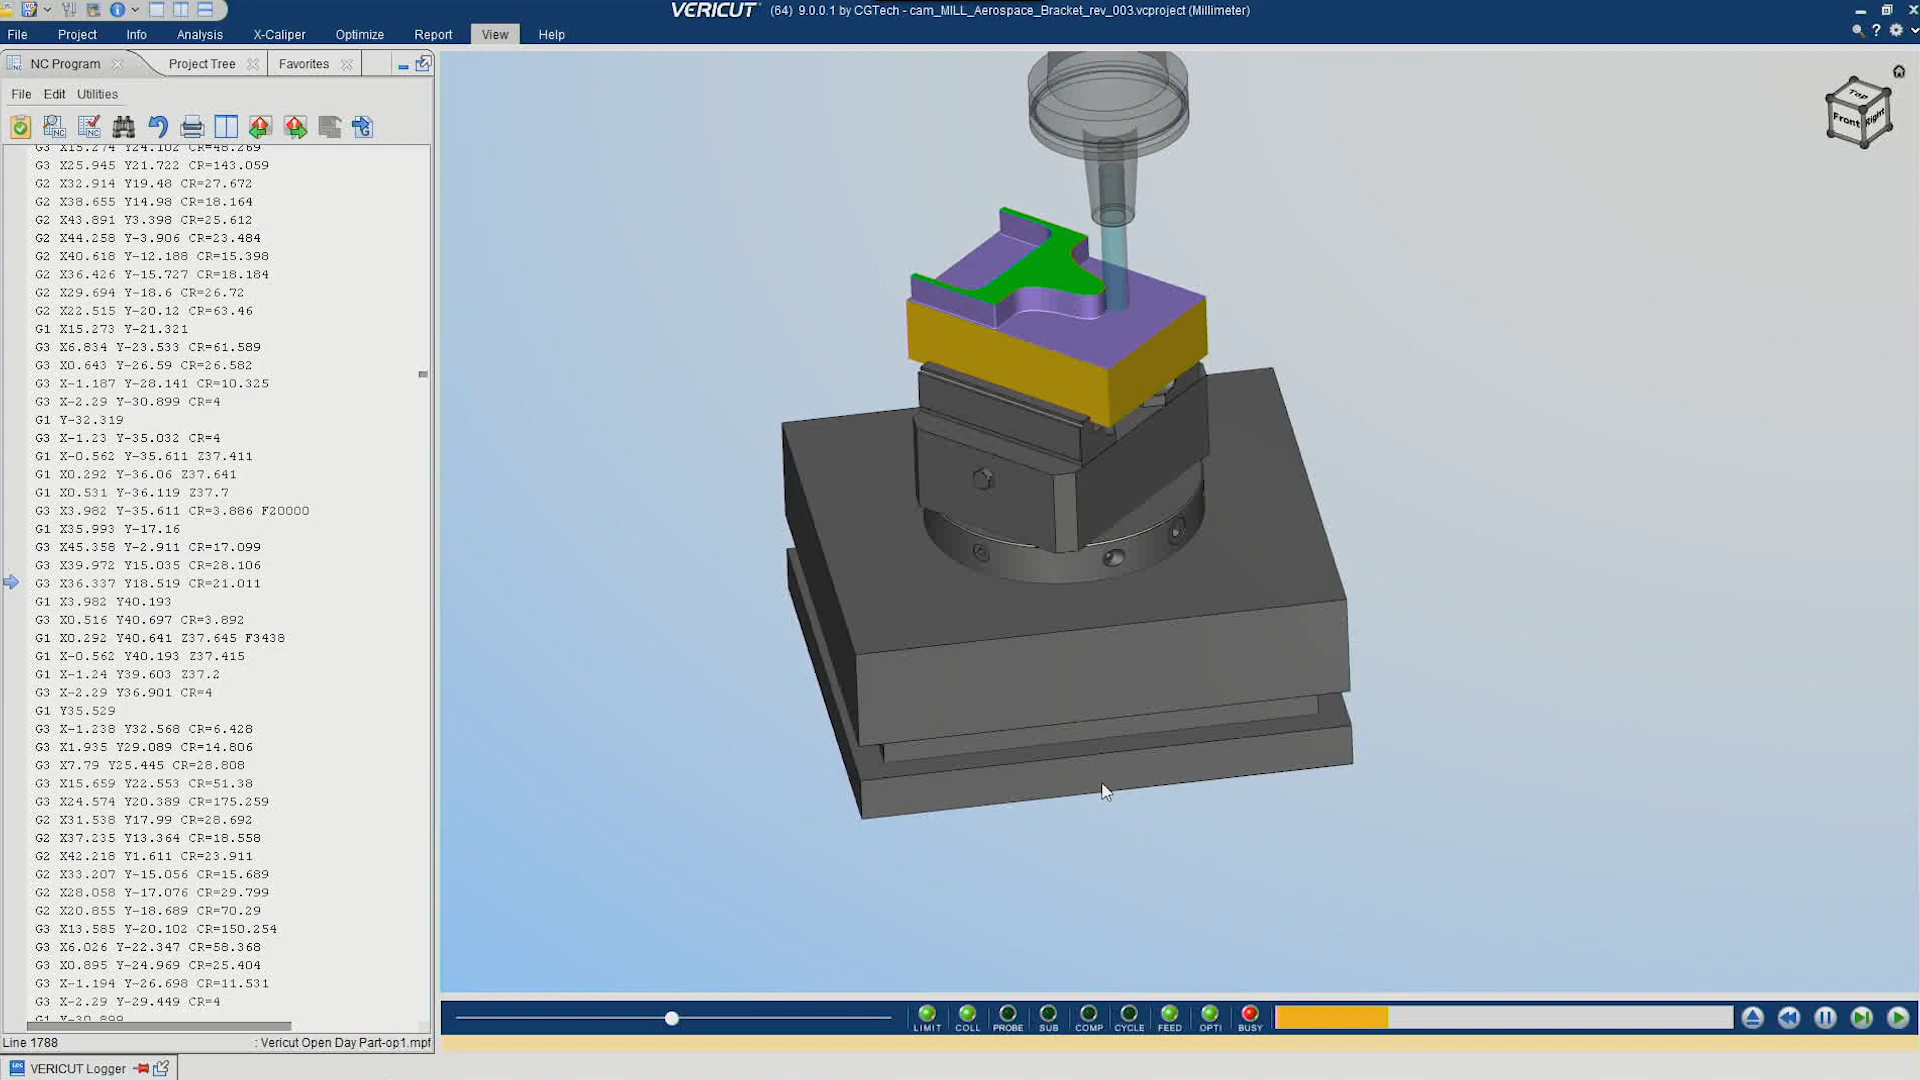 VERICUT (64) 9.0.0.1 by CGTech - cam_MILL_Aerospace_Bracket_rev_003.vcproject (Millimeter)
File Project Info Analysis X-Caliper Optimize Report View Help
NC Program Project Tree Favorites
File Edit Utilities
G3 X15.274 Y24.102 CR=48.269
G3 X25.945 Y21.722 CR=143.059
G2 X32.914 Y19.48 CR=27.672
G2 X38.655 Y14.98 CR=18.164
G2 X43.891 Y3.398 CR=25.612
G2 X44.258 Y-3.906 CR=23.484
G2 X40.618 Y-12.188 CR=15.398
G2 X36.426 Y-15.727 CR=18.184
G2 X29.694 Y-18.6 CR=26.72
G2 X22.515 Y-20.12 CR=63.46
G1 X15.273 Y-21.321
G3 X6.834 Y-23.533 CR=61.589
G3 X0.643 Y-26.59 CR=26.582
G3 X-1.187 Y-28.141 CR=10.325
G3 X-2.29 Y-30.899 CR=4
G1 Y-32.319
G3 X-1.23 Y-35.032 CR=4
G1 X-0.562 Y-35.611 Z37.411
G1 X0.292 Y-36.06 Z37.641
G1 X0.531 Y-36.119 Z37.7
G3 X3.982 Y-35.611 CR=3.886 F20000
G1 X35.993 Y-17.16
G3 X45.358 Y-2.911 CR=17.099
G3 X39.972 Y15.035 CR=28.106
G3 X36.337 Y18.519 CR=21.011
G1 X3.982 Y40.193
G3 X0.516 Y40.697 CR=3.892
G1 X0.292 Y40.641 Z37.645 F3438
G1 X-0.562 Y40.193 Z37.415
G1 X-1.24 Y39.603 Z37.2
G3 X-2.29 Y36.901 CR=4
G1 Y35.529
G3 X-1.238 Y32.568 CR=6.428
G3 X1.935 Y29.089 CR=14.806
G3 X7.79 Y25.445 CR=28.808
G3 X15.659 Y22.553 CR=51.38
G3 X24.574 Y20.389 CR=175.259
G2 X31.538 Y17.99 CR=28.692
G2 X37.235 Y13.364 CR=18.558
G2 X42.218 Y1.611 CR=23.911
G2 X33.207 Y-15.056 CR=15.689
G2 X28.058 Y-17.076 CR=29.799
G2 X20.855 Y-18.689 CR=70.29
G3 X13.585 Y-20.102 CR=150.254
G3 X6.026 Y-22.347 CR=58.368
G3 X0.895 Y-24.969 CR=25.404
G3 X-1.194 Y-26.698 CR=11.531
G3 X-2.29 Y-29.449 CR=4
G1 Y-30.899
Line 1788 : Vericut Open Day Part-op1.mpf
VERICUT Logger
Top
Front Right
LIMIT COLL PROBE SUB COMP CYCLE FEED OPTI BUSY